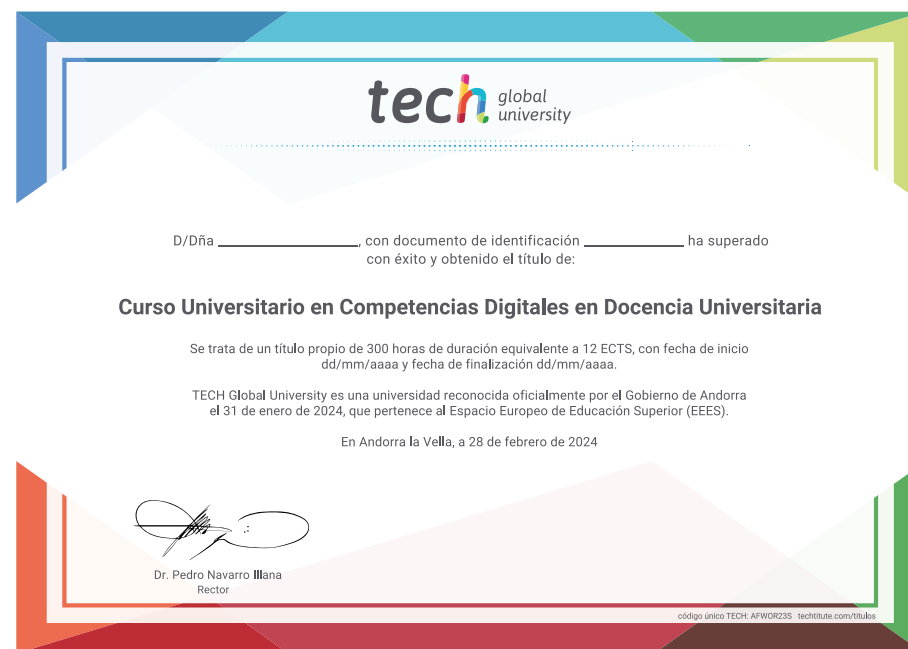 tech global university
D/Dña ____________________, con documento de identificación ______________ ha superado
con éxito y obtenido el título de:
Curso Universitario en Competencias Digitales en Docencia Universitaria
Se trata de un título propio de 300 horas de duración equivalente a 12 ECTS, con fecha de inicio
dd/mm/aaaa y fecha de finalización dd/mm/aaaa.
TECH Global University es una universidad reconocida oficialmente por el Gobierno de Andorra
el 31 de enero de 2024, que pertenece al Espacio Europeo de Educación Superior (EEES).
En Andorra la Vella, a 28 de febrero de 2024
Dr. Pedro Navarro Illana
Rector
código único TECH: AFWOR23S techtitute.com/titulos